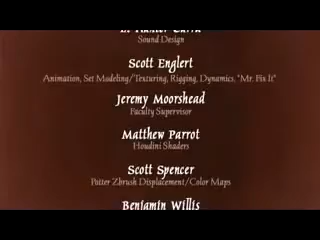 Sound Design
Scott Englert
Animation, Set Modeling/Texturing, Rigging, Dynamics, "Mr. Fix It"
Jeremy Moorshead
Faculty Supervisor
Matthew Parrot
Houdini Shaders
Scott Spencer
Potter Zbrush Displacement/Color Maps
Benjamin Willis